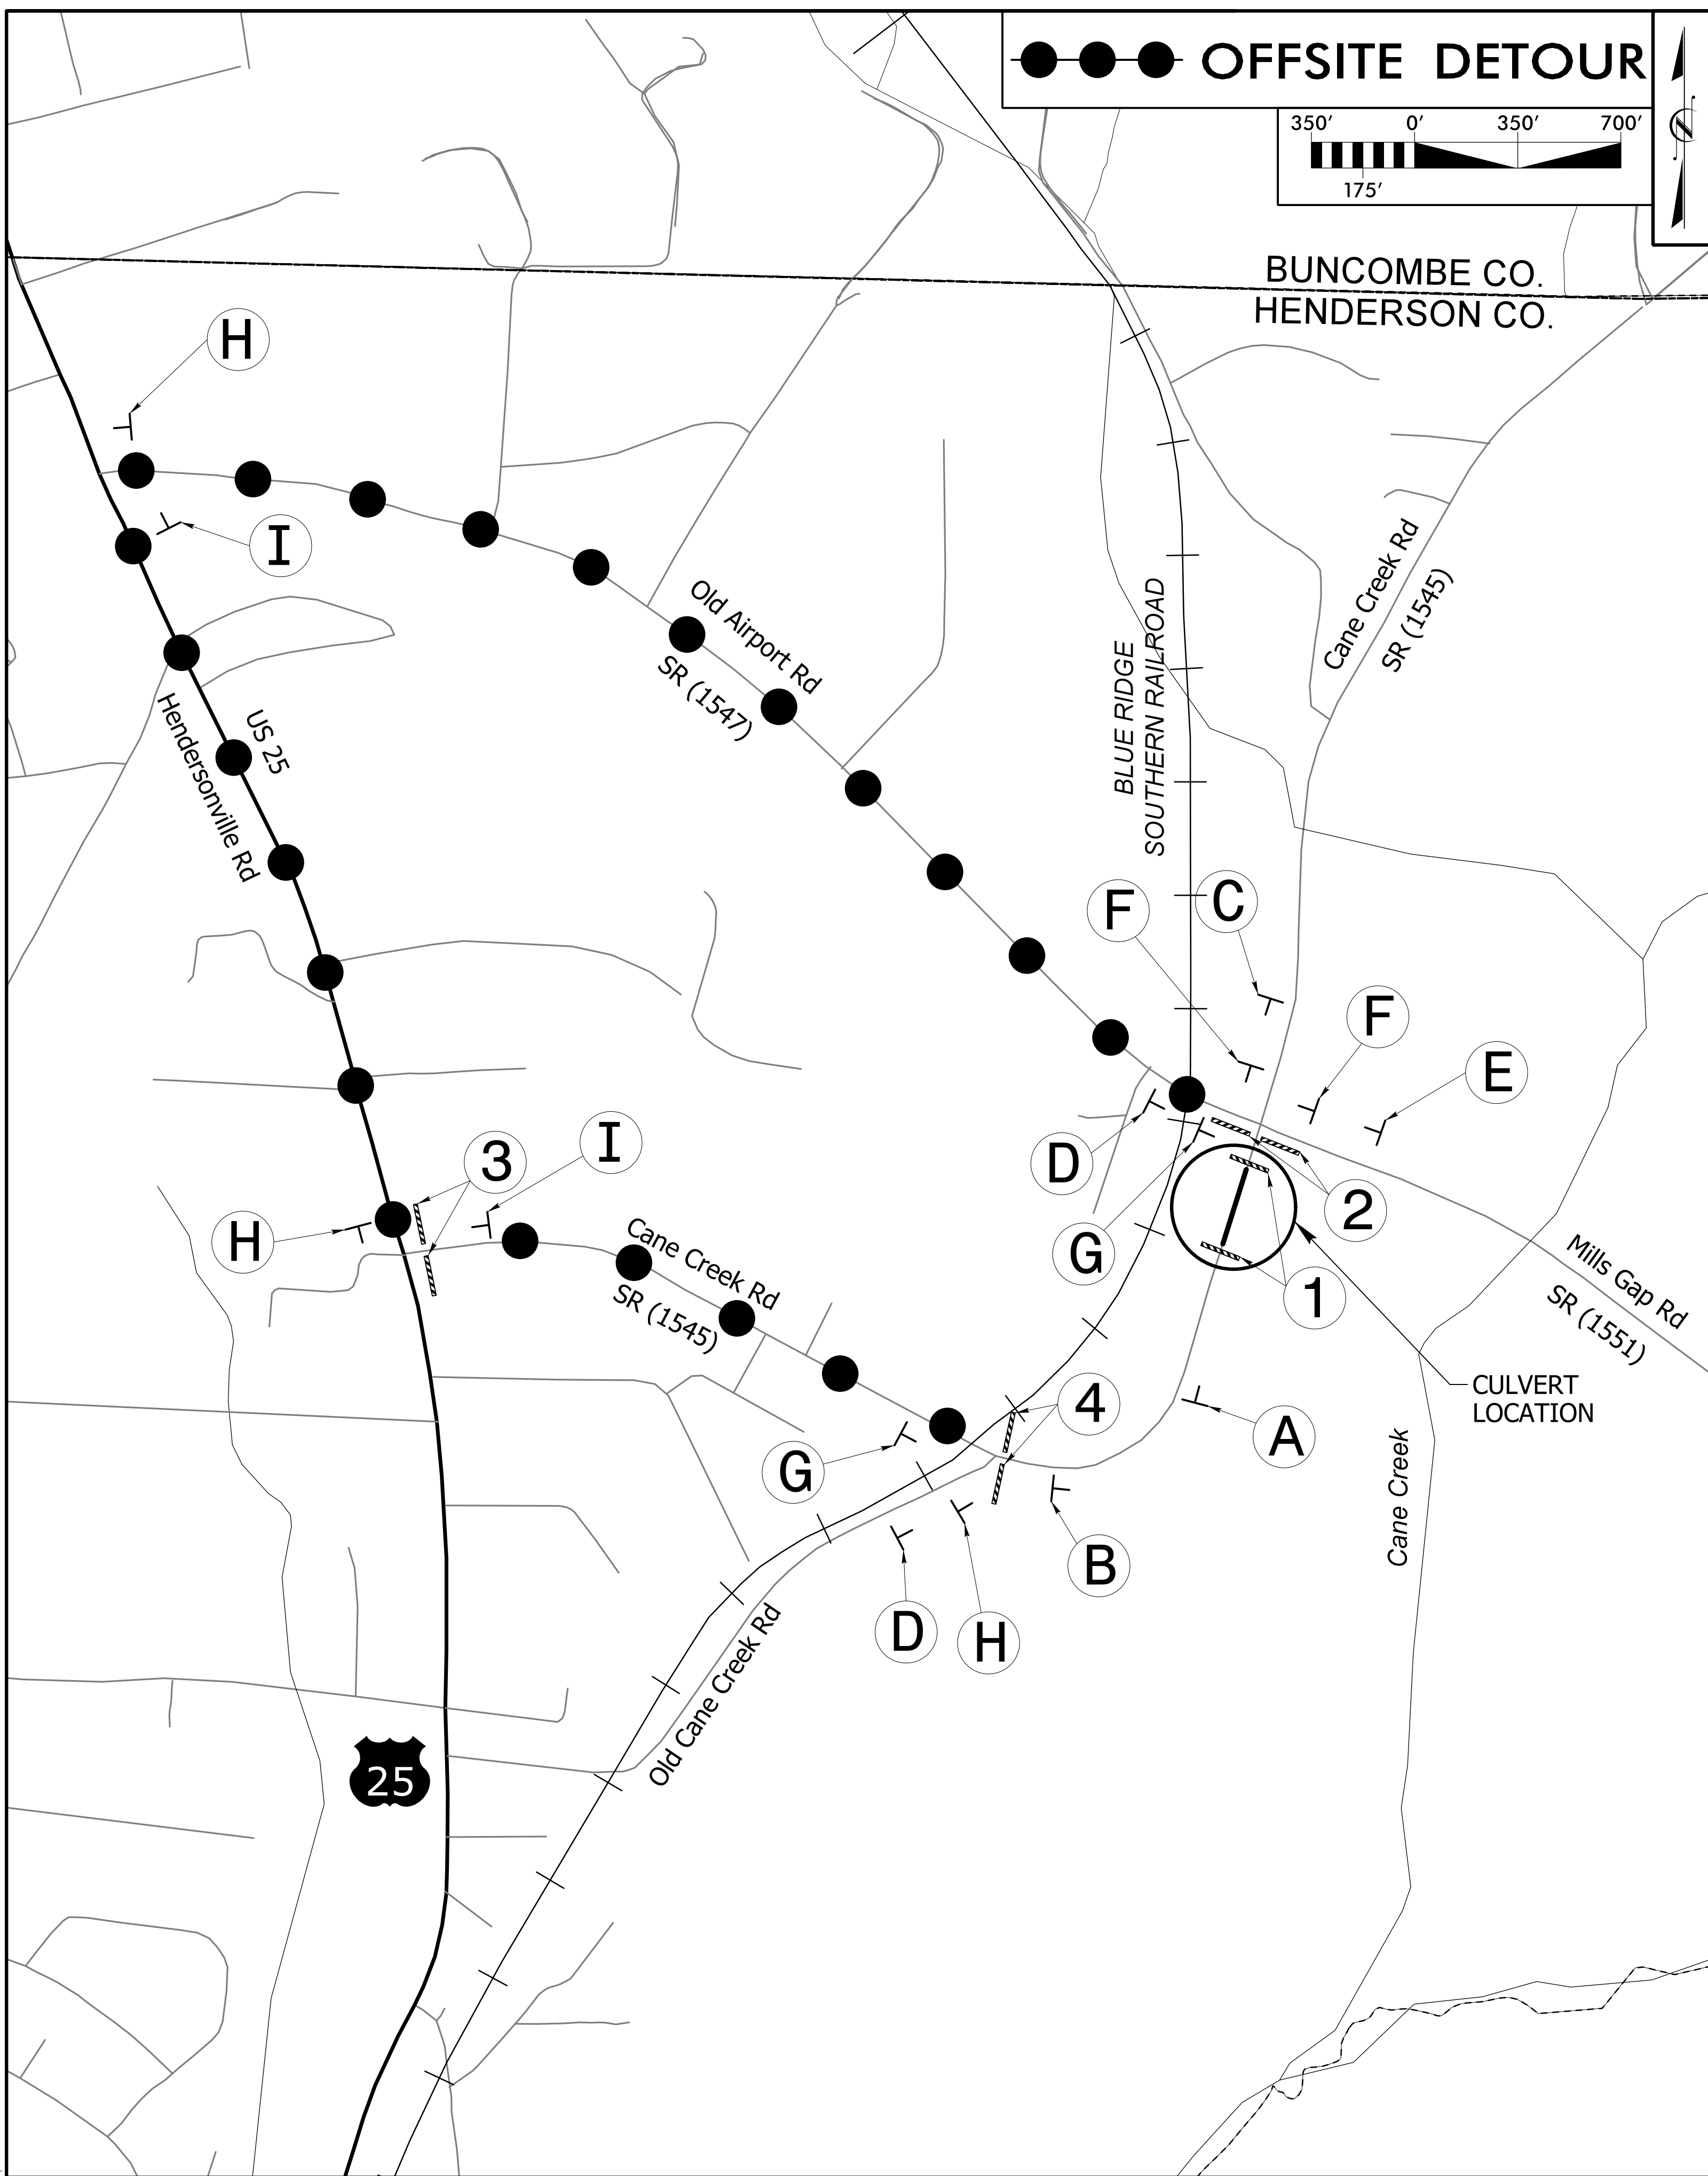 OFFSITE DETOUR
350' 0' 350' 700'
175'
N
BUNCOMBE CO.
HENDERSON CO.
H
I
Old Airport Rd
SR (1547)
Cane Creek Rd
SR (1545)
BLUE RIDGE
SOUTHERN RAILROAD
US 25
Hendersonville Rd
F
C
F
E
D
G
2
1
3
I
H
Cane Creek Rd
SR (1545)
Mills Gap Rd
SR (1551)
CULVERT
LOCATION
4
A
G
B
D
H
Cane Creek
Old Cane Creek Rd
25